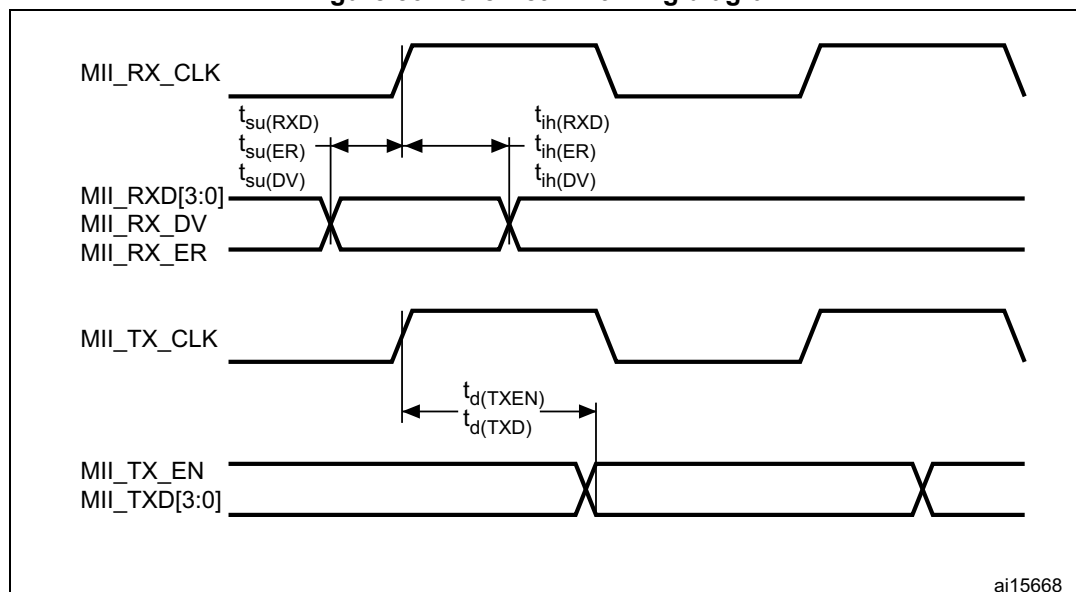 MII_RX_CLK
tsu(RXD)
tsu(ER)
tsu(DV)
tih(RXD)
tih(ER)
tih(DV)
MII_RXD[3:0]
MII_RX_DV
MII_RX_ER
MII_TX_CLK
td(TXEN)
td(TXD)
MII_TX_EN
MII_TXD[3:0]
ai15668